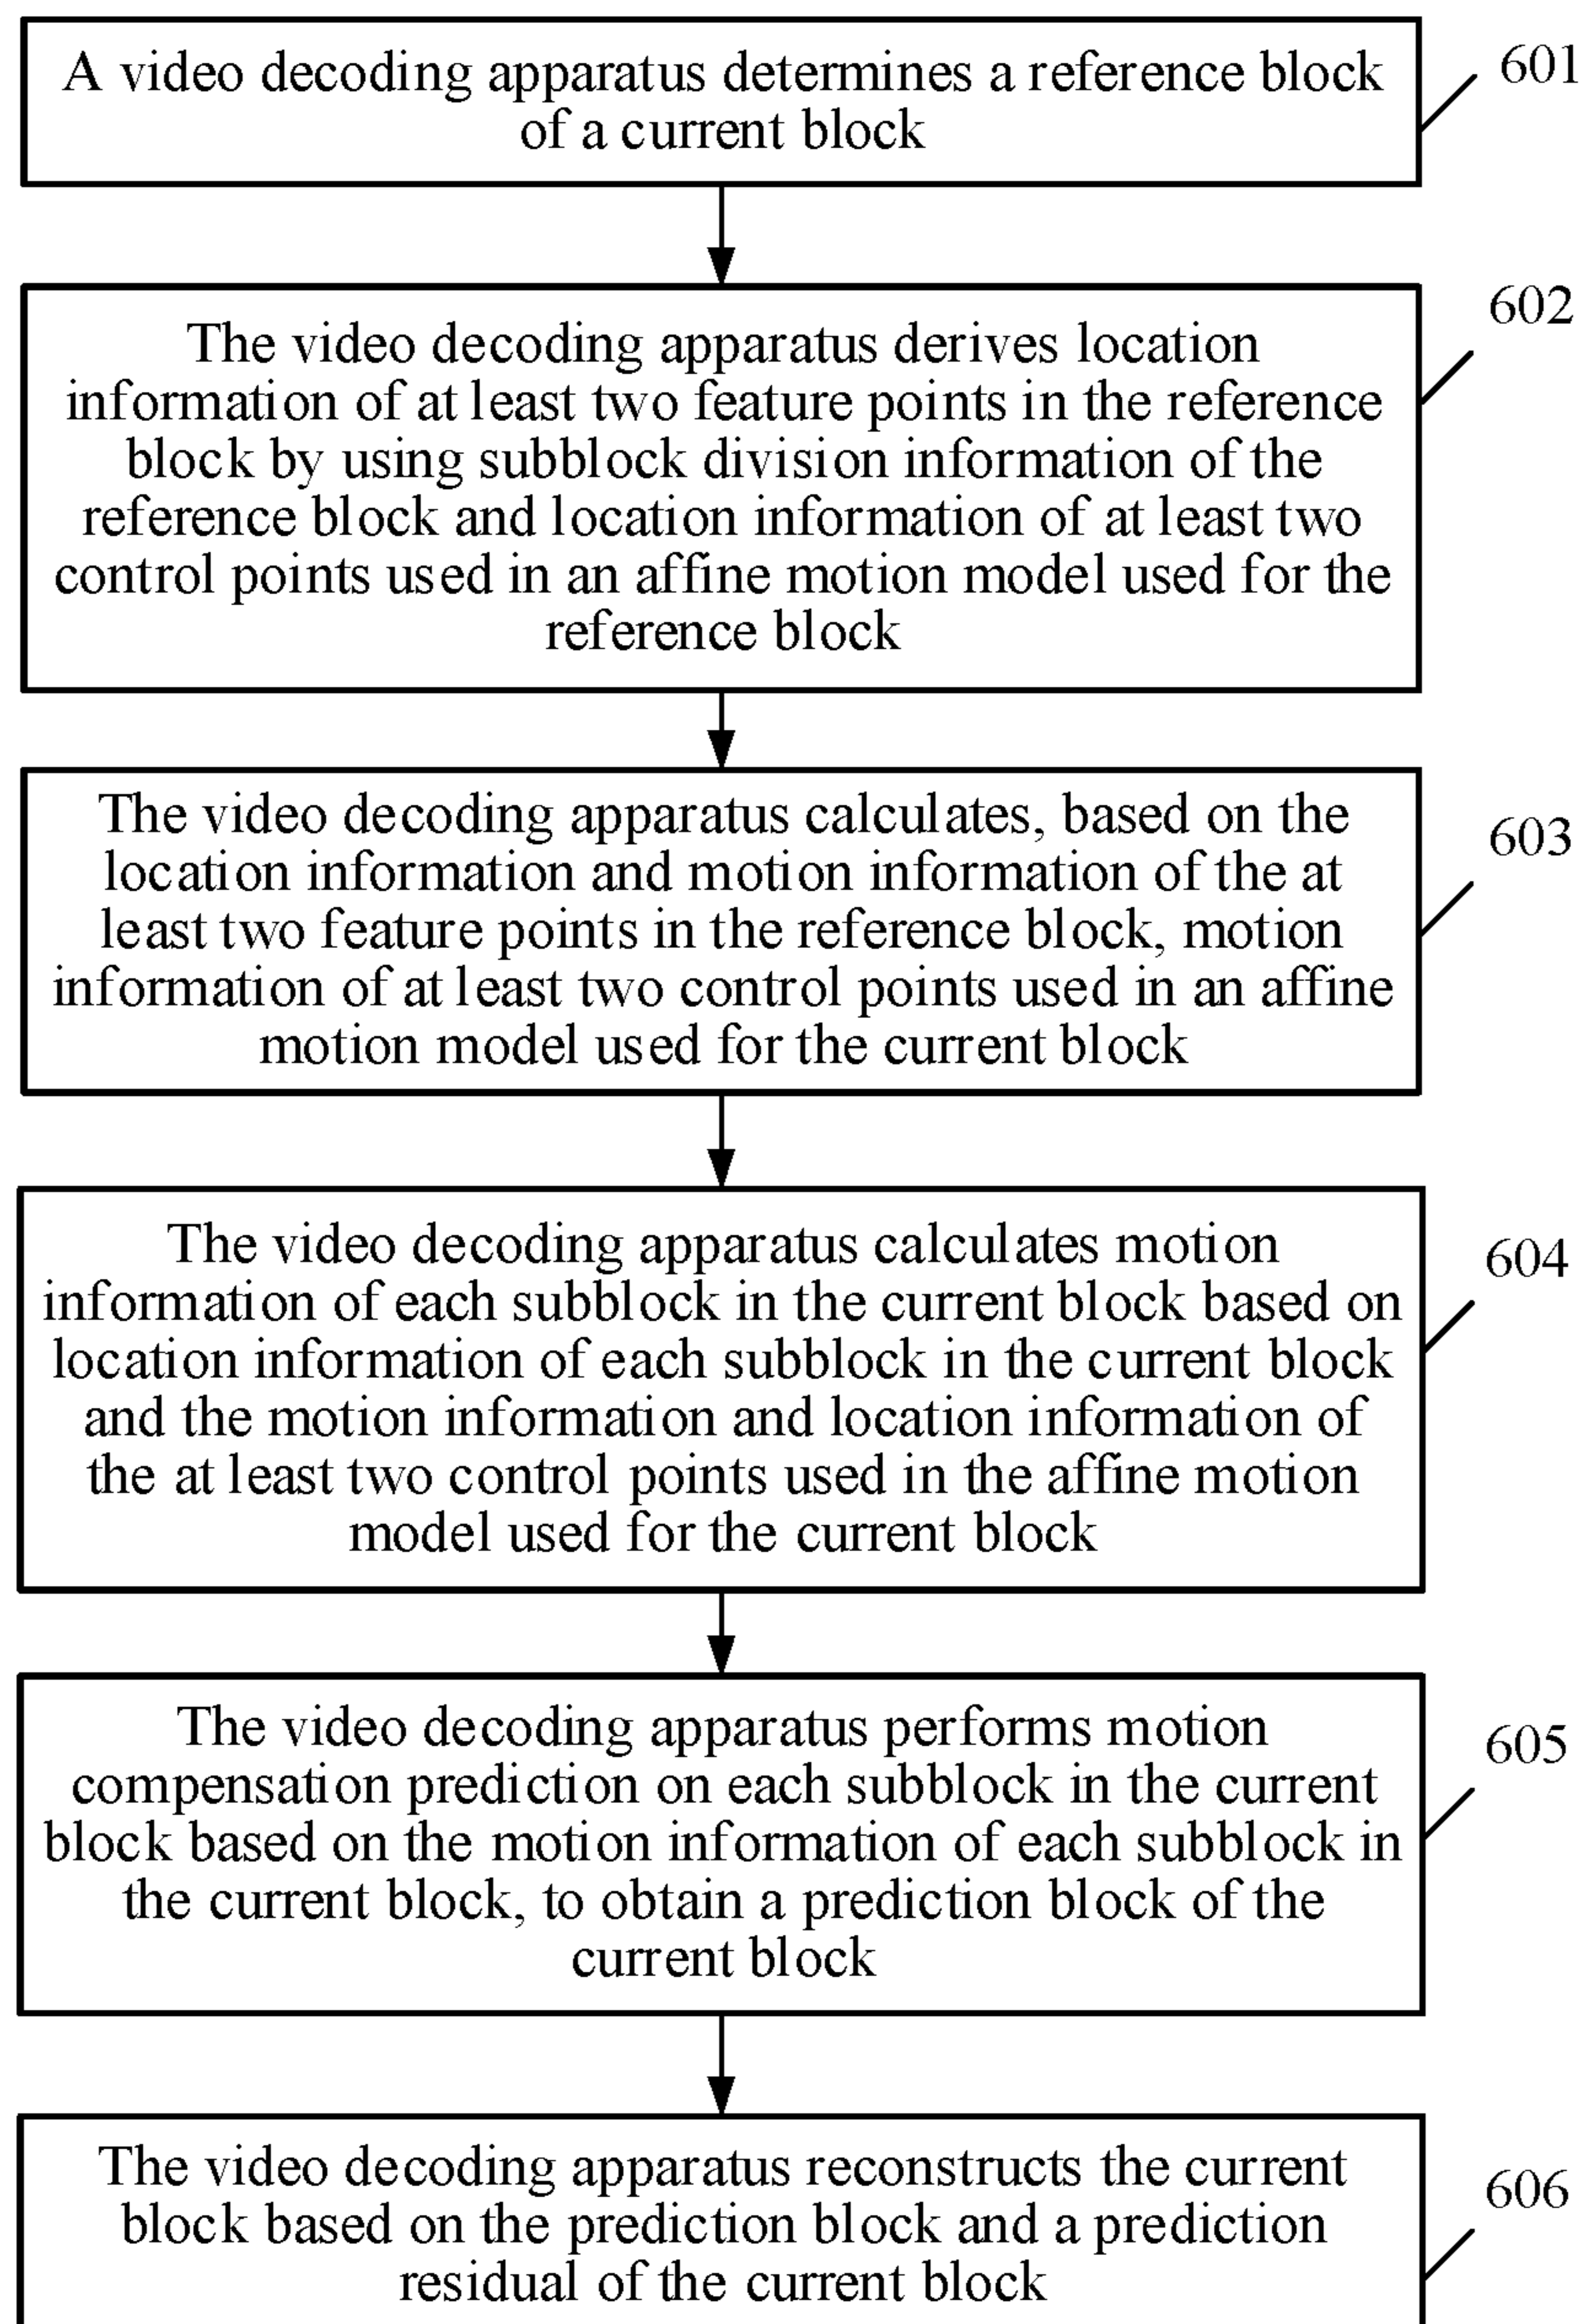 A video decoding apparatus determines a reference block
of a current block
601
The video decoding apparatus derives location
information of at least two feature points in the reference
block by using subblock division information of the
reference block and location information of at least two
control points used in an affine motion model used for the
reference block
602
The video decoding apparatus calculates, based on the
location information and motion information of the at
least two feature points in the reference block, motion
information of at least two control points used in an affine
motion model used for the current block
603
The video decoding apparatus calculates motion
information of each subblock in the current block based on
location information of each subblock in the current block
and the motion information and location information of
the at least two control points used in the affine motion
model used for the current block
604
The video decoding apparatus performs motion
compensation prediction on each subblock in the current
block based on the motion information of each subblock in
the current block, to obtain a prediction block of the
current block
605
The video decoding apparatus reconstructs the current
block based on the prediction block and a prediction
residual of the current block
606